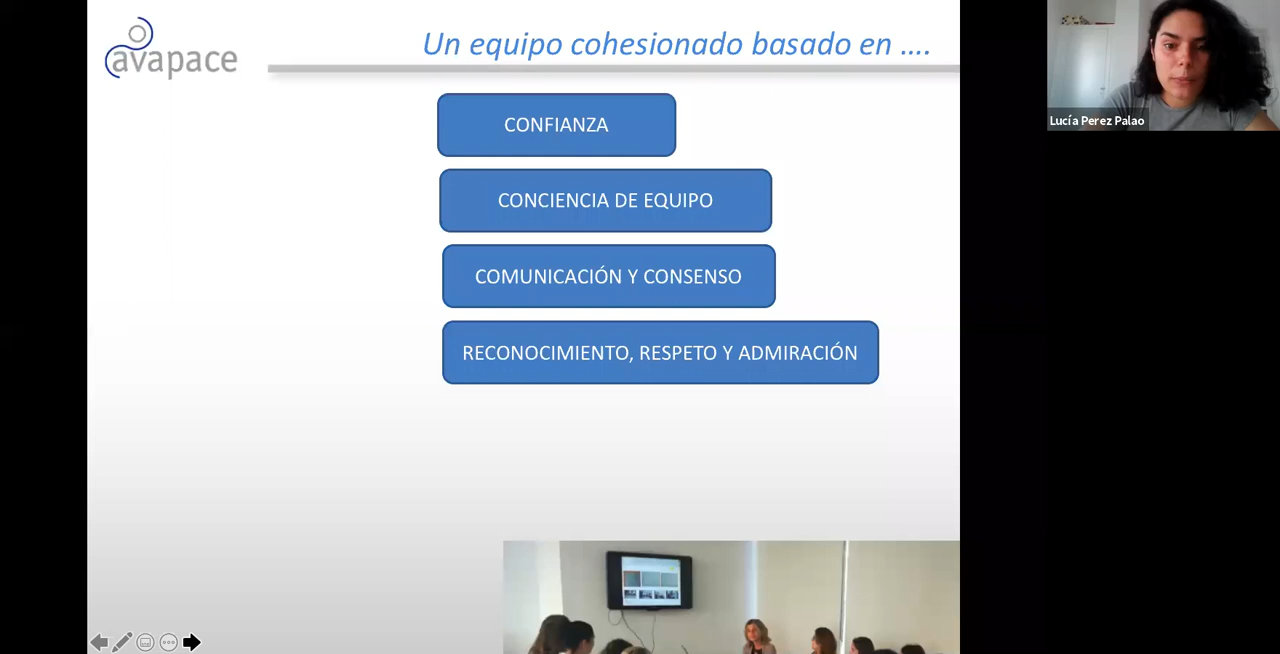 avapace
Un equipo cohesionado basado en ....
CONFIANZA
CONCIENCIA DE EQUIPO
COMUNICACIÓN Y CONSENSO
RECONOCIMIENTO, RESPETO Y ADMIRACIÓN
Lucía Perez Palao